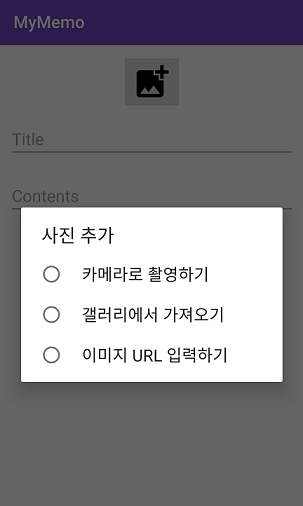 MyMemo
Title
Contents
사진 추가
카메라로 촬영하기
갤러리에서 가져오기
이미지 URL 입력하기